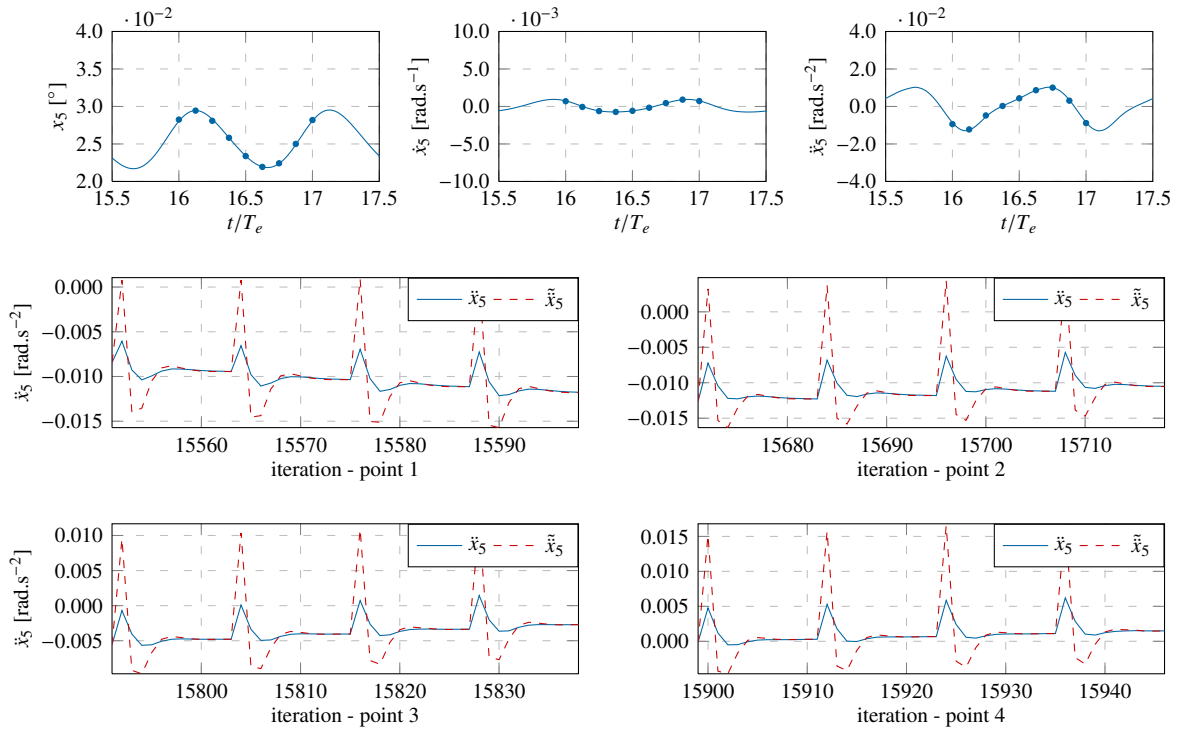 ·10⁻² ·10⁻³ ·10⁻²
4.0 10.0 4.0
3.5 5.0 2.0
3.0 0.0 0.0
2.5 −5.0 −2.0
2.0 −10.0 −4.0
x₅ [°] ẋ₅ [rad.s⁻¹] ẍ₅ [rad.s⁻²]
15.5 16 16.5 17 17.5 15.5 16 16.5 17 17.5 15.5 16 16.5 17 17.5
t/Tₑ t/Tₑ t/Tₑ
ẍ₅ x̃̈₅ ẍ₅ x̃̈₅
0.000 0.000
−0.005 −0.005
−0.010 −0.010
−0.015 −0.015
ẍ₅ [rad.s⁻²]
15560 15570 15580 15590 15680 15690 15700 15710
iteration - point 1 iteration - point 2
ẍ₅ x̃̈₅ ẍ₅ x̃̈₅
0.010 0.015
0.005 0.010
0.000 0.005
−0.005 0.000
ẍ₅ [rad.s⁻²]
15800 15810 15820 15830 15900 15910 15920 15930 15940
iteration - point 3 iteration - point 4